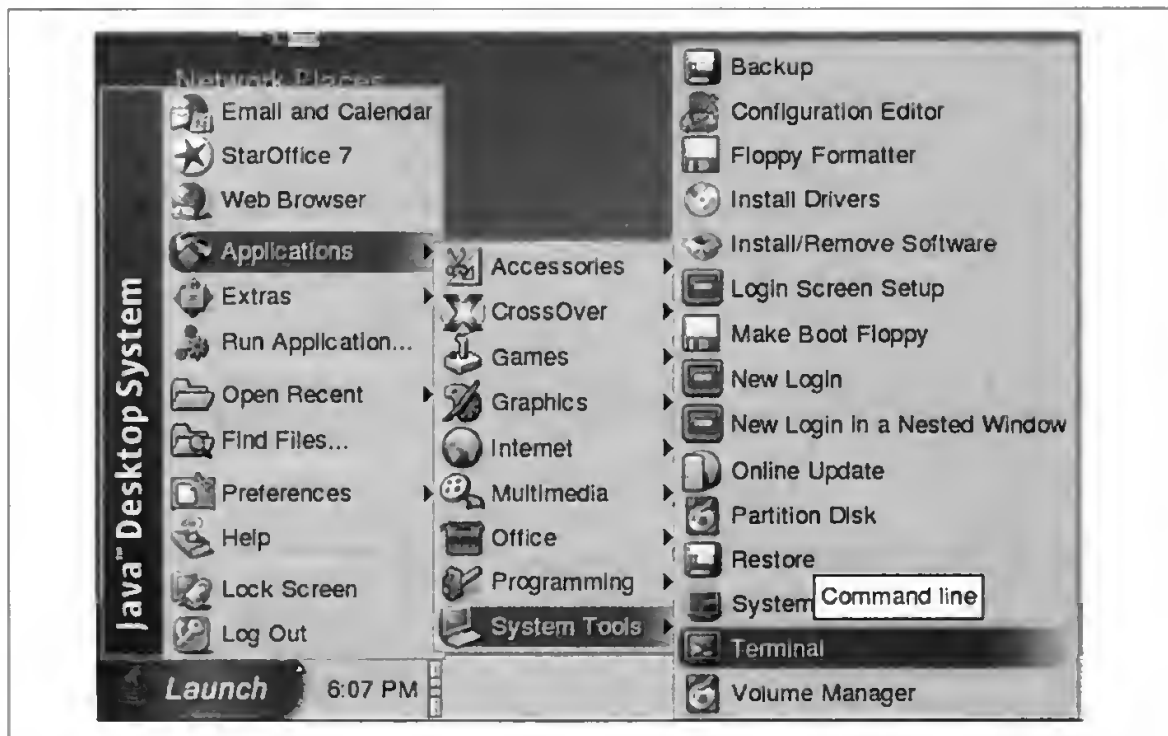 Network Places
Java™ Desktop System
Email and Calendar
StarOffice 7
Web Browser
Applications
Extras
Run Application...
Open Recent
Find Files...
Preferences
Help
Lock Screen
Log Out
Launch
6:07 PM
Accessories
CrossOver
Games
Graphics
Internet
Multimedia
Office
Programming
System Tools
Backup
Configuration Editor
Floppy Formatter
Install Drivers
Install/Remove Software
Login Screen Setup
Make Boot Floppy
New Login
New Login in a Nested Window
Online Update
Partition Disk
Restore
System
Command line
Terminal
Volume Manager